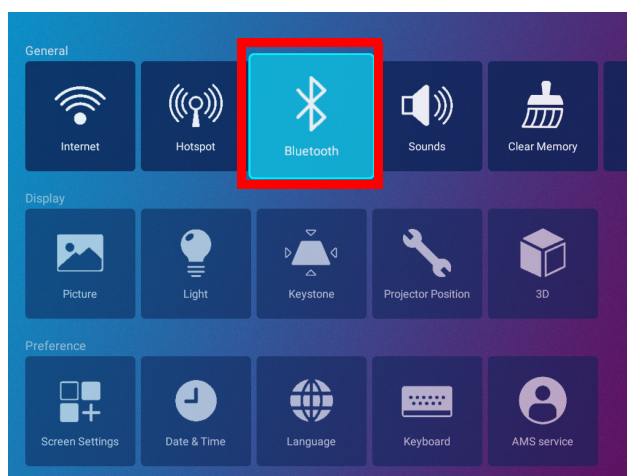 General
Internet
Hotspot
Bluetooth
Sounds
Clear Memory
Display
Picture
Light
Keystone
Projector Position
3D
Preference
Screen Settings
Date & Time
Language
Keyboard
AMS service